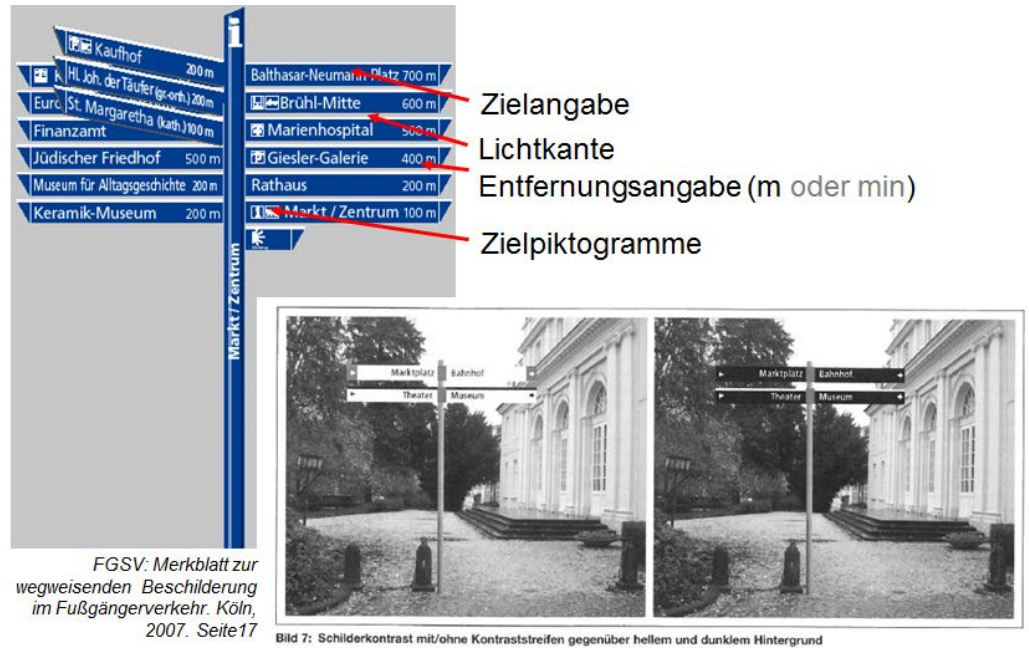 i
Kaufhof 200 m
Hl. Joh. der Täufer (gr.-orth.) 200 m
St. Margaretha (kath.) 100 m
K
Euro
Finanzamt
Jüdischer Friedhof 500 m
Museum für Alltagsgeschichte 200 m
Keramik-Museum 200 m
Balthasar-Neumann-Platz 700 m
Brühl-Mitte 600 m
Marienhospital 500 m
Giesler-Galerie 400 m
Rathaus 200 m
Markt / Zentrum 100 m
Markt / Zentrum
Zielangabe
Lichtkante
Entfernungsangabe (m oder min)
Zielpiktogramme
FGSV: Merkblatt zur
wegweisenden Beschilderung
im Fußgängerverkehr. Köln,
2007. Seite17
Marktplatz Bahnhof
Theater Museum
Marktplatz Bahnhof
Theater Museum
Bild 7: Schilderkontrast mit/ohne Kontraststreifen gegenüber hellem und dunklem Hintergrund